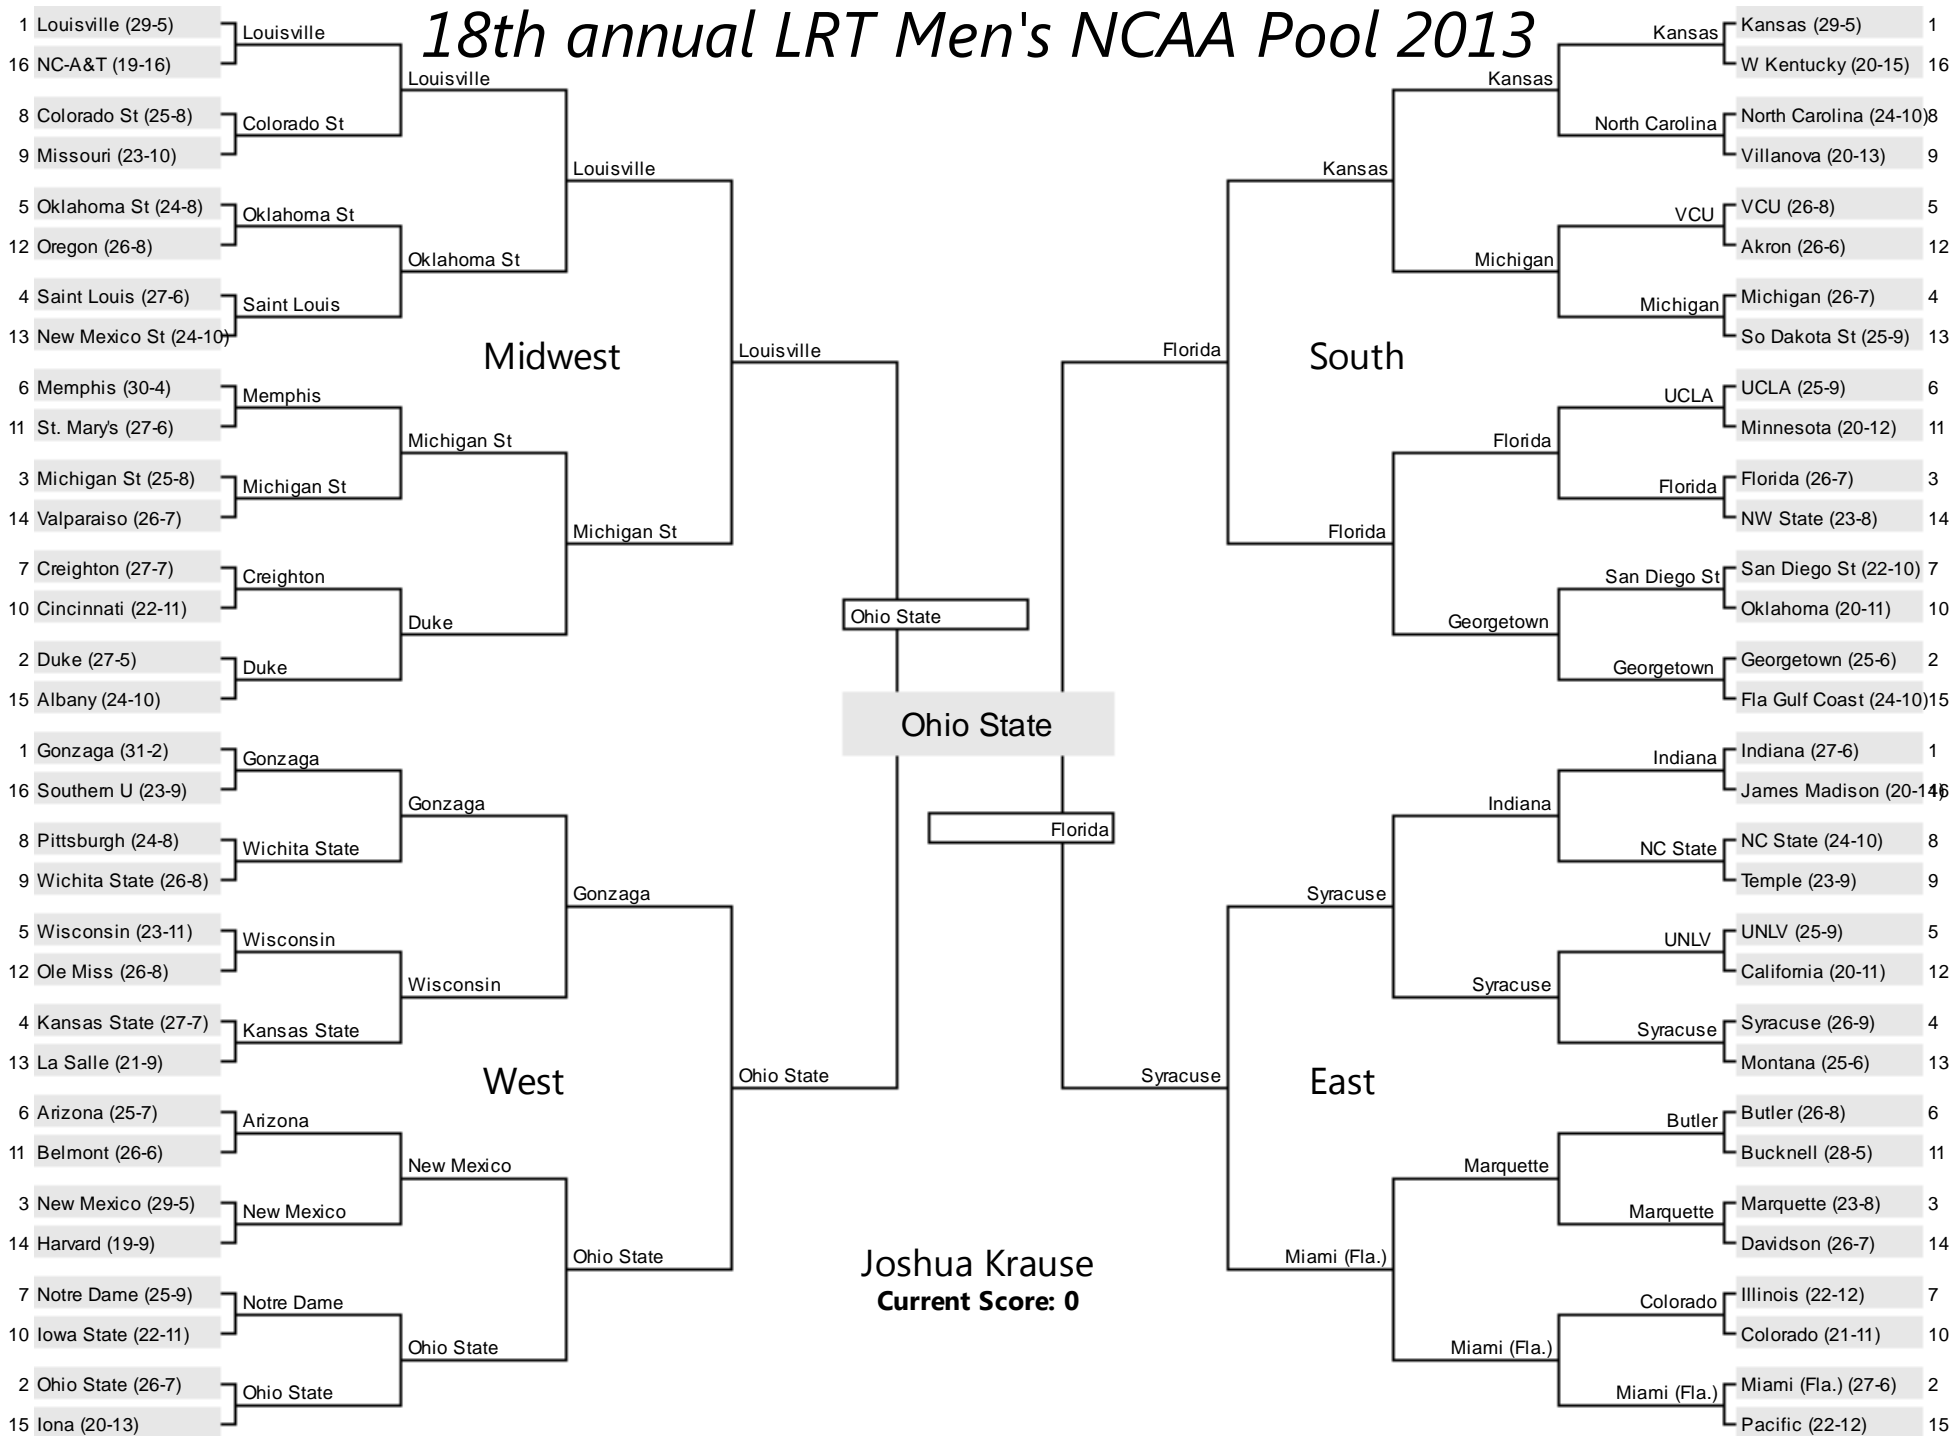 18th annual LRT Men's NCAA Pool 2013
1 Louisville (29-5)
16 NC-A&T (19-16)
8 Colorado St (25-8)
9 Missouri (23-10)
5 Oklahoma St (24-8)
12 Oregon (26-8)
4 Saint Louis (27-6)
13 New Mexico St (24-10)
6 Memphis (30-4)
11 St. Mary's (27-6)
3 Michigan St (25-8)
14 Valparaiso (26-7)
7 Creighton (27-7)
10 Cincinnati (22-11)
2 Duke (27-5)
15 Albany (24-10)
Louisville
Colorado St
Oklahoma St
Saint Louis
Memphis
Michigan St
Creighton
Duke
Louisville
Oklahoma St
Michigan St
Duke
Louisville
Michigan St
Louisville
Midwest
1 Gonzaga (31-2)
16 Southern U (23-9)
8 Pittsburgh (24-8)
9 Wichita State (26-8)
5 Wisconsin (23-11)
12 Ole Miss (26-8)
4 Kansas State (27-7)
13 La Salle (21-9)
6 Arizona (25-7)
11 Belmont (26-6)
3 New Mexico (29-5)
14 Harvard (19-9)
7 Notre Dame (25-9)
10 Iowa State (22-11)
2 Ohio State (26-7)
15 Iona (20-13)
Gonzaga
Wichita State
Wisconsin
Kansas State
Arizona
New Mexico
Notre Dame
Ohio State
Gonzaga
Wisconsin
New Mexico
Ohio State
Gonzaga
Ohio State
Ohio State
West
Ohio State
Ohio State
Florida
Joshua Krause
Current Score: 0
Kansas (29-5) 1
W Kentucky (20-15) 16
North Carolina (24-10) 8
Villanova (20-13) 9
VCU (26-8) 5
Akron (26-6) 12
Michigan (26-7) 4
So Dakota St (25-9) 13
UCLA (25-9) 6
Minnesota (20-12) 11
Florida (26-7) 3
NW State (23-8) 14
San Diego St (22-10) 7
Oklahoma (20-11) 10
Georgetown (25-6) 2
Fla Gulf Coast (24-10) 15
Kansas
North Carolina
VCU
Michigan
UCLA
Florida
San Diego St
Georgetown
Kansas
Michigan
Florida
Georgetown
Kansas
Florida
Florida
South
Indiana (27-6) 1
James Madison (20-14) 16
NC State (24-10) 8
Temple (23-9) 9
UNLV (25-9) 5
California (20-11) 12
Syracuse (26-9) 4
Montana (25-6) 13
Butler (26-8) 6
Bucknell (28-5) 11
Marquette (23-8) 3
Davidson (26-7) 14
Illinois (22-12) 7
Colorado (21-11) 10
Miami (Fla.) (27-6) 2
Pacific (22-12) 15
Indiana
NC State
UNLV
Syracuse
Butler
Marquette
Colorado
Miami (Fla.)
Indiana
Syracuse
Marquette
Miami (Fla.)
Syracuse
Miami (Fla.)
Syracuse
East